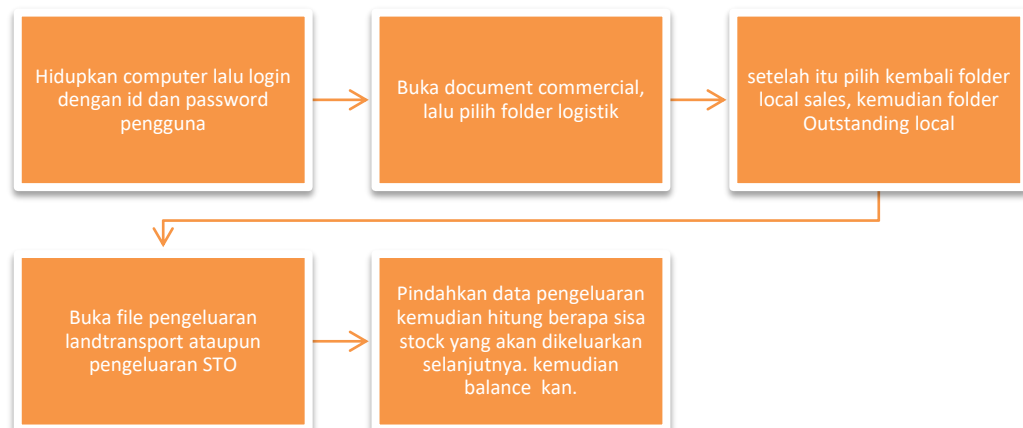 Hidupkan computer lalu login
dengan id dan password
pengguna
Buka document commercial,
lalu pilih folder logistik
setelah itu pilih kembali folder
local sales, kemudian folder
Outstanding local
Buka file pengeluaran
landtransport ataupun
pengeluaran STO
Pindahkan data pengeluaran
kemudian hitung berapa sisa
stock yang akan dikeluarkan
selanjutnya. kemudian
balance  kan.